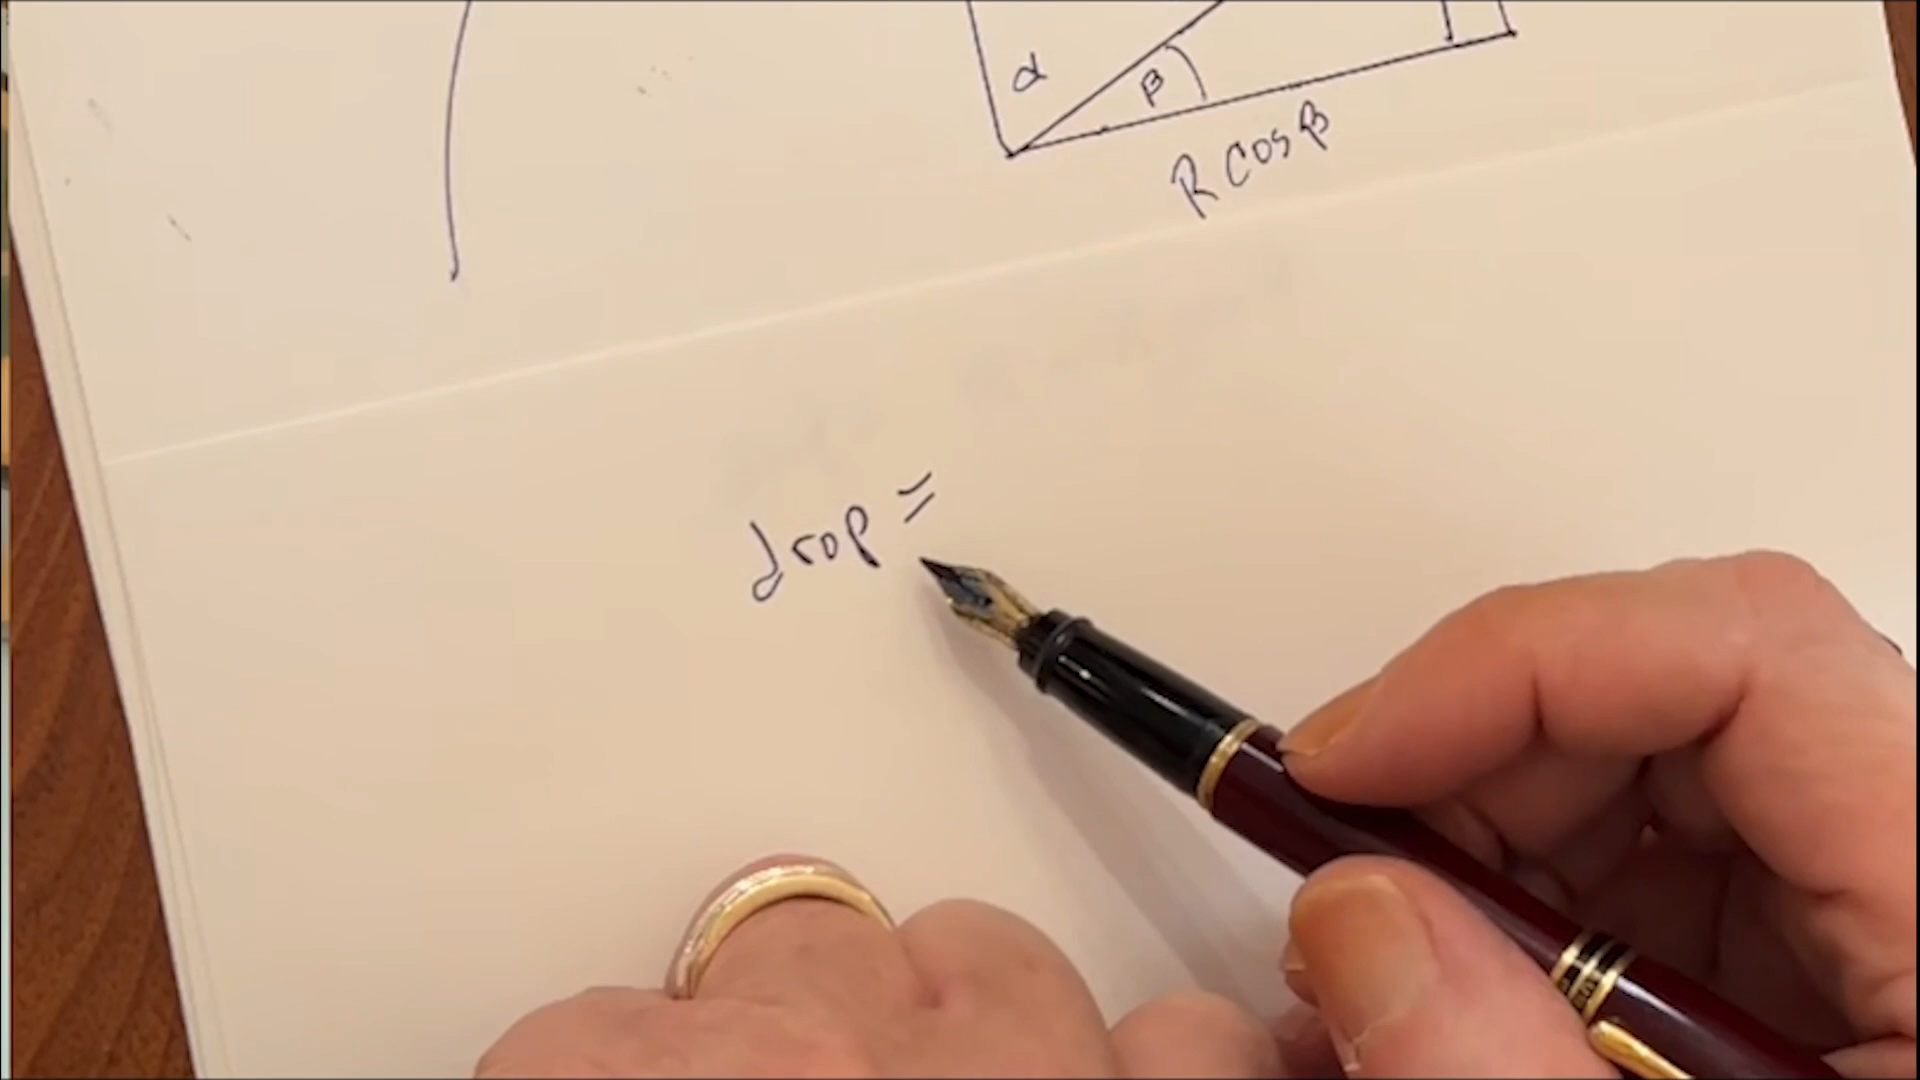 α
β
R cos β
drop =